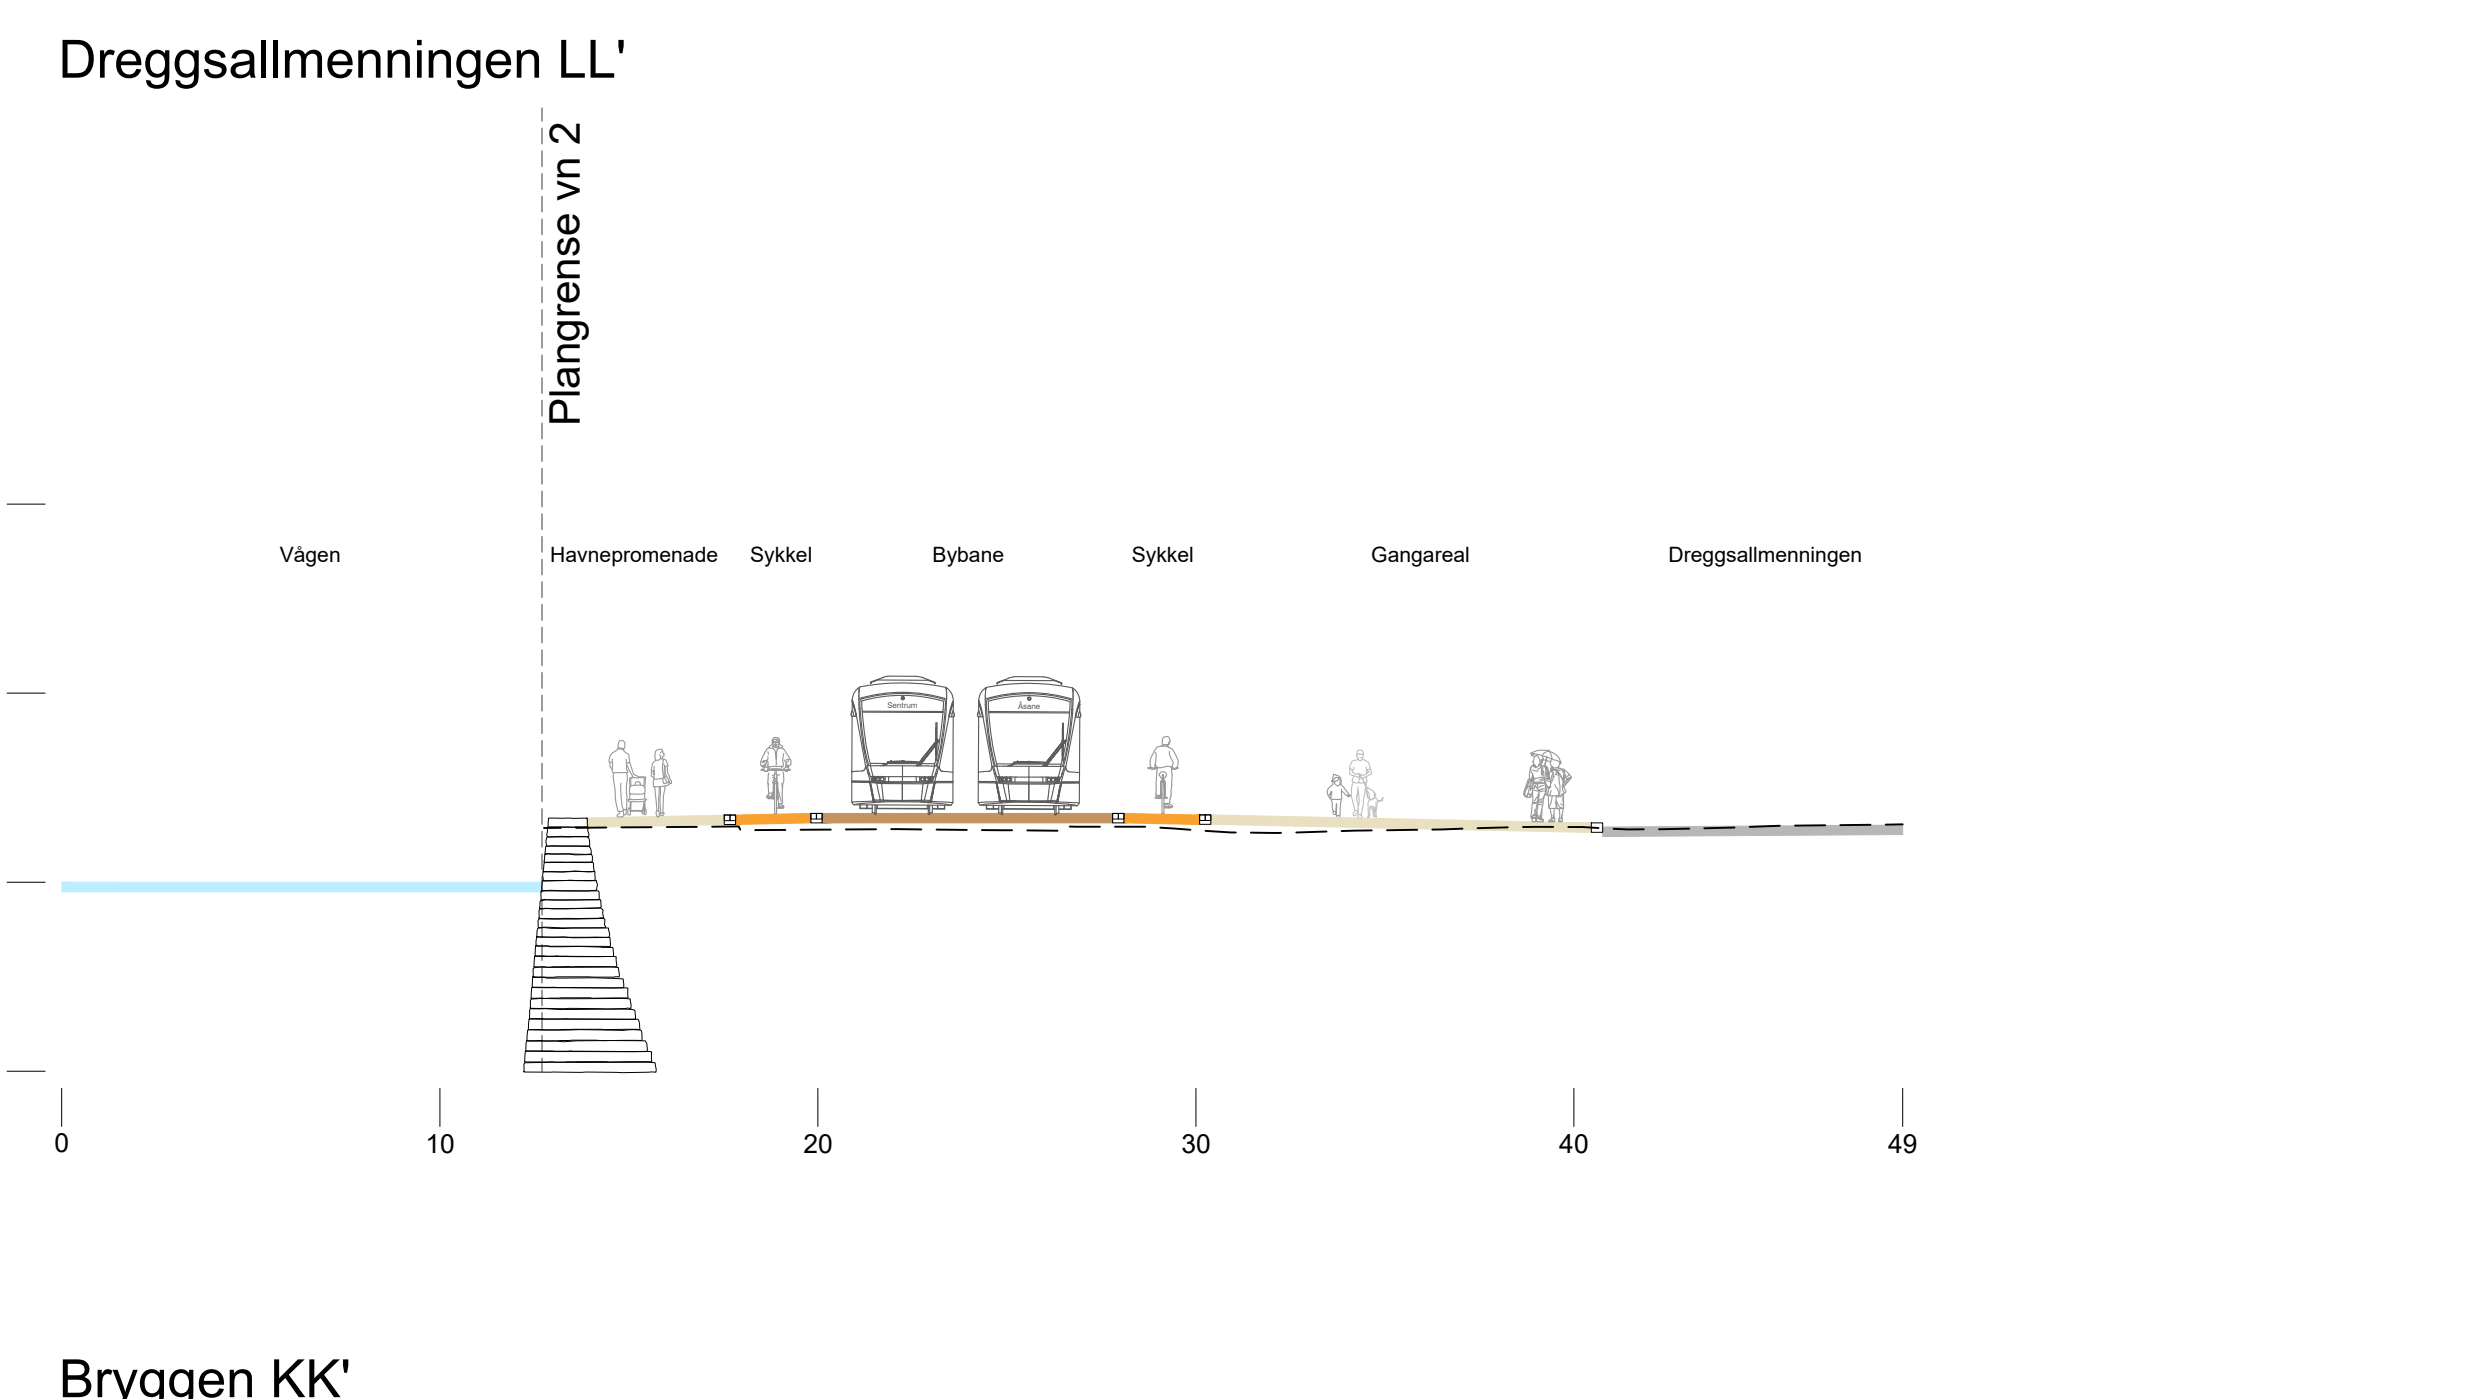 Dreggsallmenningen LL'
Plangrense vn 2
Vågen
Havnepromenade
Sykkel
Bybane
Sykkel
Gangareal
Dreggsallmenningen
Sentrum
Åsane
0
10
20
30
40
49
Bryggen KK'